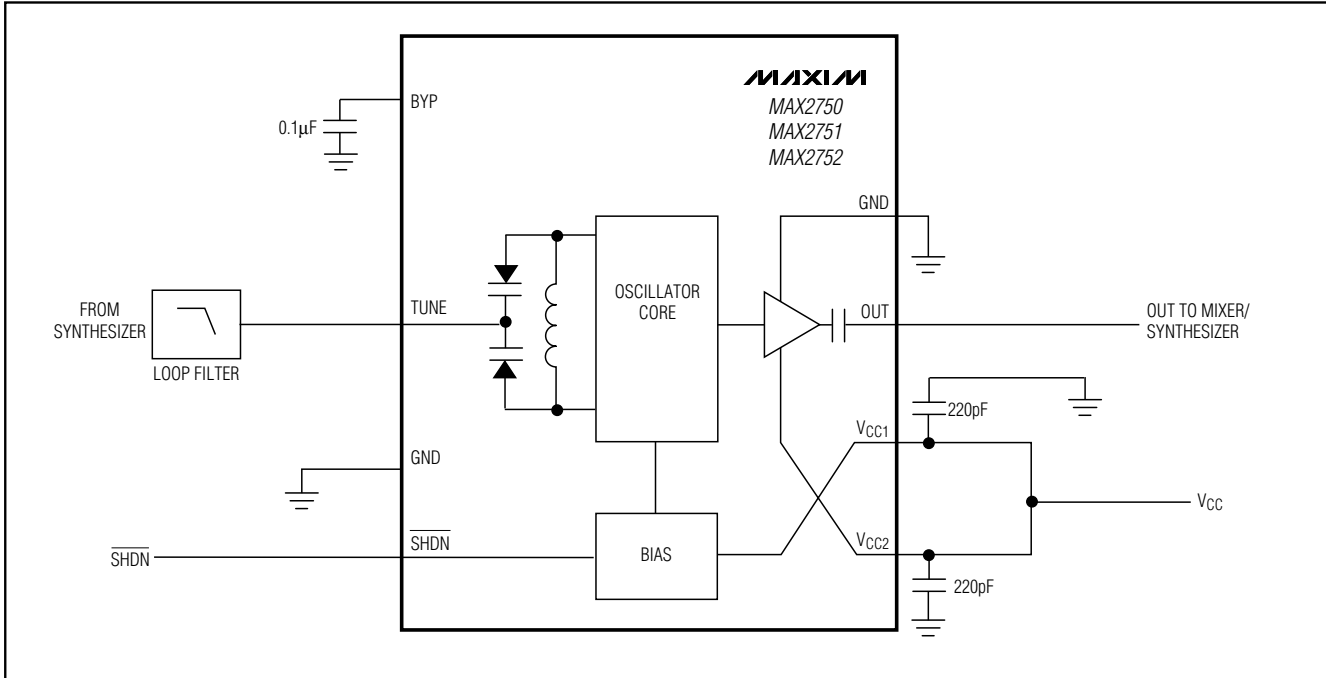 MAXIM
MAX2750
MAX2751
MAX2752
BYP
0.1µF
GND
FROM
SYNTHESIZER
LOOP FILTER
TUNE
OSCILLATOR
CORE
OUT
OUT TO MIXER/
SYNTHESIZER
220pF
VCC1
GND
VCC
SHDN
SHDN
BIAS
VCC2
220pF